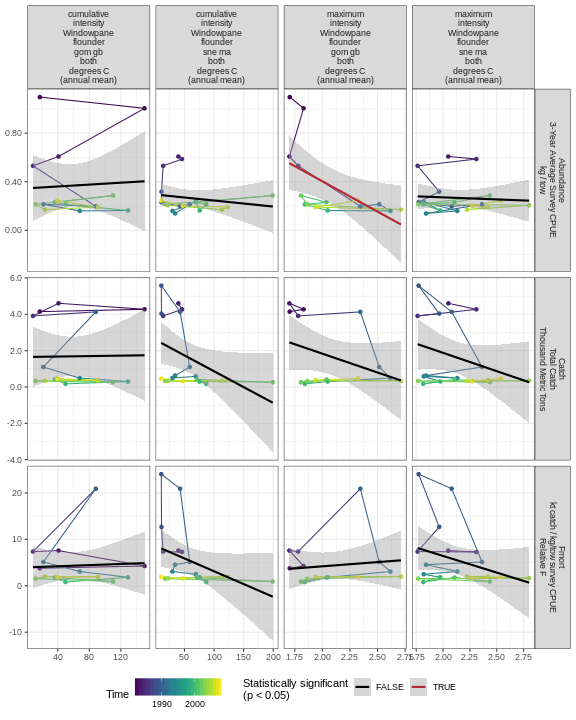 cumulative
intensity
Windowpane
flounder
gom gb
both
degrees C
(annual mean)
cumulative
intensity
Windowpane
flounder
sne ma
both
degrees C
(annual mean)
maximum
intensity
Windowpane
flounder
gom gb
both
degrees C
(annual mean)
maximum
intensity
Windowpane
flounder
sne ma
both
degrees C
(annual mean)
0.80
0.40
0.00
Abundance
3-Year Average Survey CPUE
kg / tow
6.0
4.0
2.0
0.0
-2.0
-4.0
Catch
Total Catch
Thousand Metric Tons
20
10
0
-10
Fmort
kt catch / kg/tow survey CPUE
Relative F
40 80 120
50 100 150 200
1.75 2.00 2.25 2.50 2.75
1.75 2.00 2.25 2.50 2.75
Time
1990 2000
Statistically significant
(p < 0.05)
FALSE
TRUE